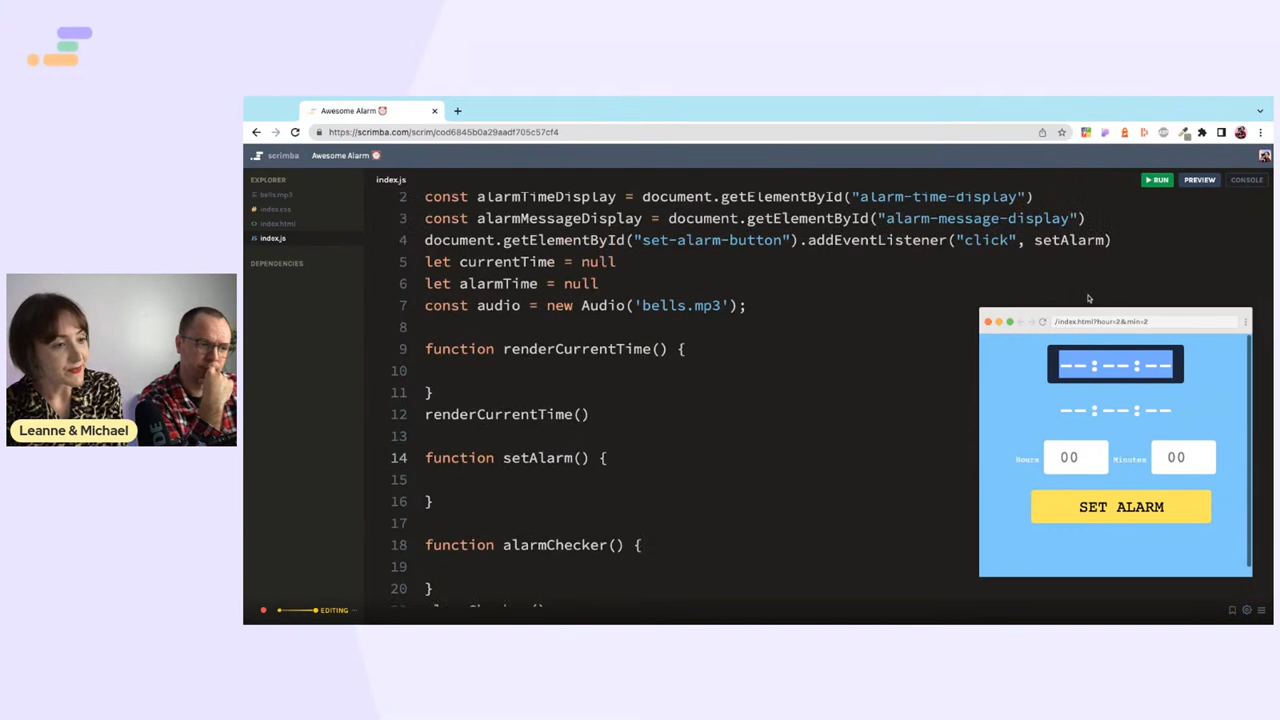 Awesome Alarm
https://scrimba.com/scrim/cod6845b0a29aadf705c57cf4
scrimba Awesome Alarm
EXPLORER
bells.mp3
index.css
index.html
index.js
DEPENDENCIES
index.js
RUN PREVIEW CONSOLE
2 const alarmTimeDisplay = document.getElementById("alarm-time-display")
3 const alarmMessageDisplay = document.getElementById("alarm-message-display")
4 document.getElementById("set-alarm-button").addEventListener("click", setAlarm)
5 let currentTime = null
6 let alarmTime = null
7 const audio = new Audio('bells.mp3');
8
9 function renderCurrentTime() {
10
11 }
12 renderCurrentTime()
13
14 function setAlarm() {
15
16 }
17
18 function alarmChecker() {
19
20 }
/index.html?hour=2&min=2
--:--:--
--:--:--
Hours 00 Minutes 00
SET ALARM
EDITING
Leanne & Michael